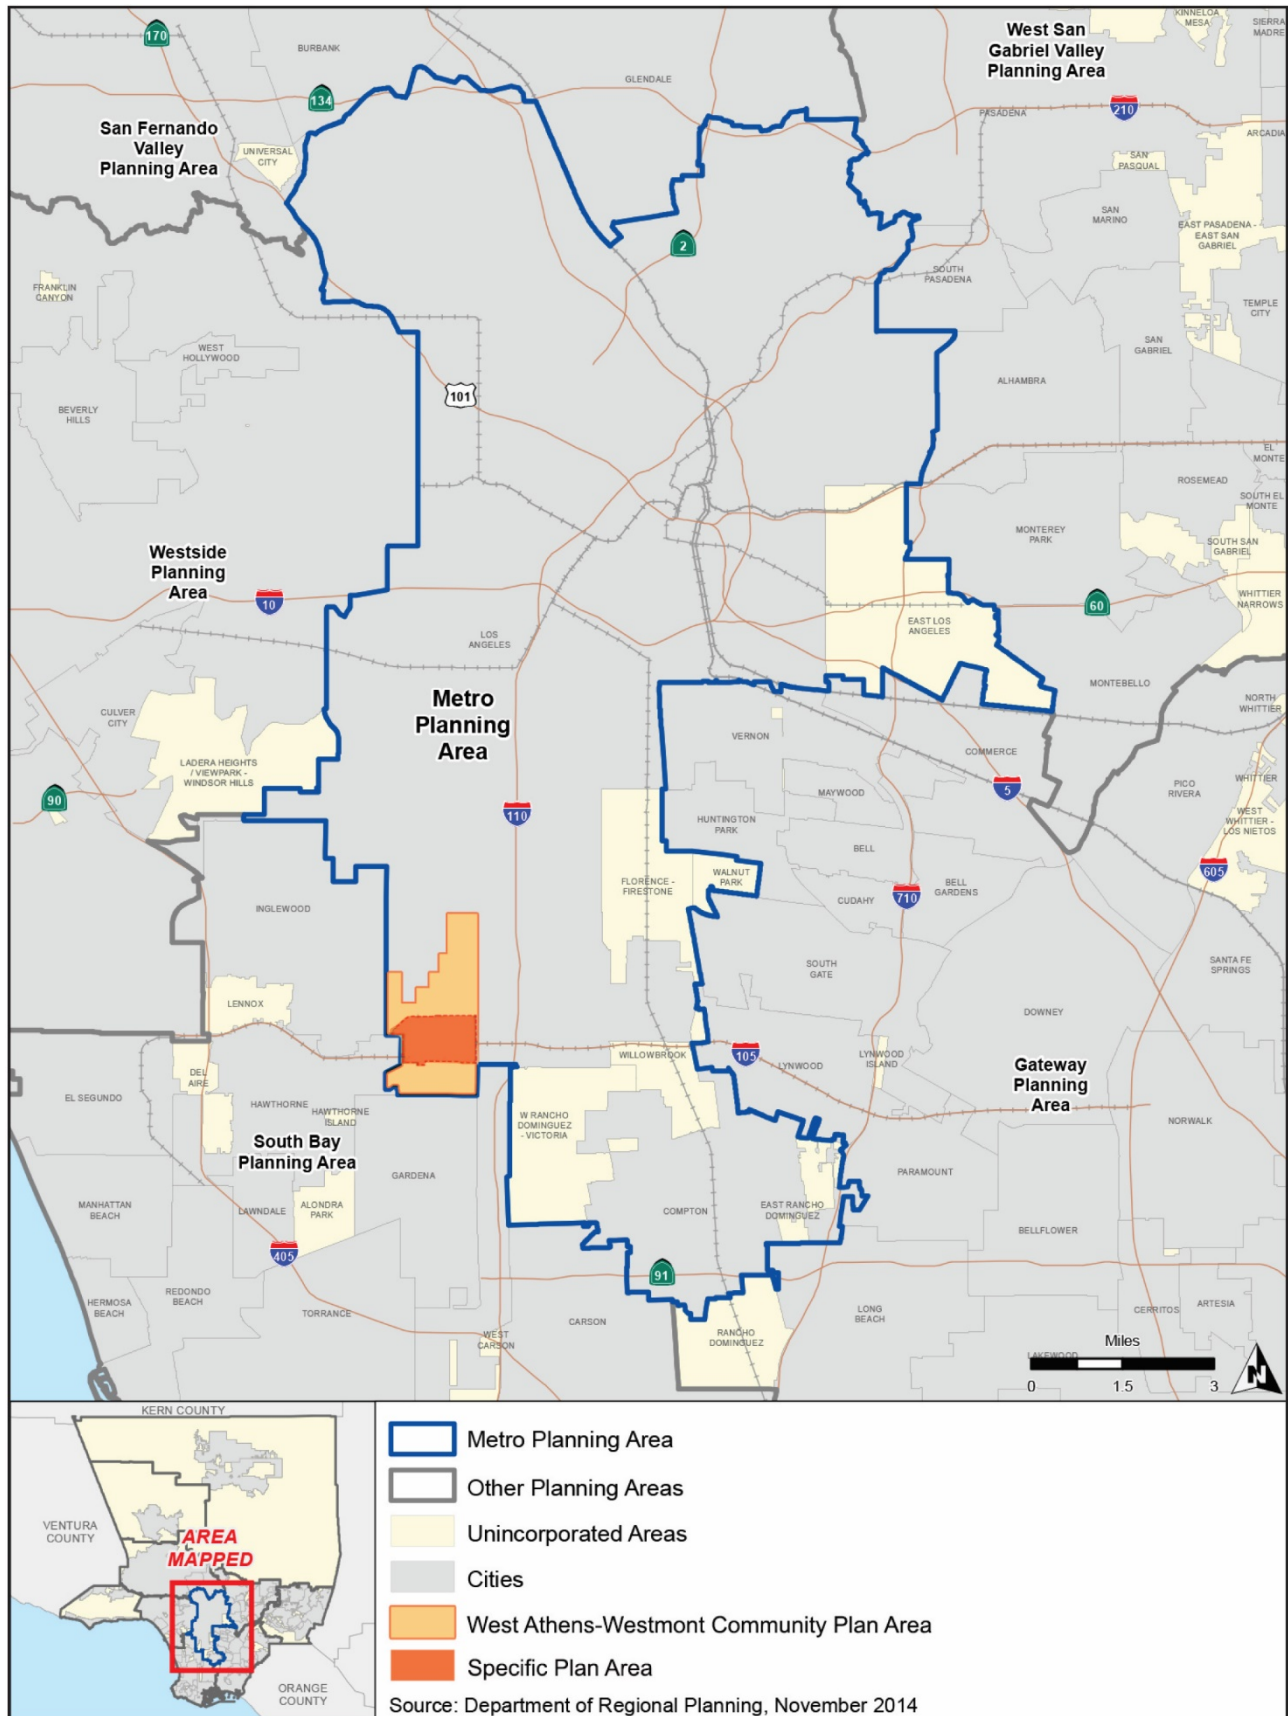 170
BURBANK
134
GLENDALE
West San
Gabriel Valley
Planning Area
KINNELOA
MESA
SIERRA
MADRE
PASADENA
210
ARCADIA
San Fernando
Valley
Planning Area
UNIVERSAL
CITY
SAN
PASQUAL
SAN
MARINO
EAST PASADENA -
EAST SAN
GABRIEL
2
SOUTH
PASADENA
FRANKLIN
CANYON
TEMPLE
CITY
WEST
HOLLYWOOD
SAN
GABRIEL
ALHAMBRA
101
BEVERLY
HILLS
EL
MONTE
ROSEMEAD
SOUTH EL
MONTE
MONTEREY
PARK
SOUTH SAN
GABRIEL
Westside
Planning
Area
10
60
WHITTIER
NARROWS
EAST LOS
ANGELES
LOS
ANGELES
MONTEBELLO
NORTH
WHITTIER
Metro
Planning
Area
CULVER
CITY
VERNON
COMMERCE
LADERA HEIGHTS
/ VIEWPARK -
WINDSOR HILLS
5
PICO
RIVERA
WHITTIER
90
110
MAYWOOD
HUNTINGTON
PARK
WEST
WHITTIER -
LOS NIETOS
BELL
605
FLORENCE -
FIRESTONE
WALNUT
PARK
CUDAHY
710
BELL
GARDENS
INGLEWOOD
SOUTH
GATE
SANTA FE
SPRINGS
LENNOX
DOWNEY
WILLOWBROOK
105
LYNWOOD
LYNWOOD
ISLAND
DEL
AIRE
EL SEGUNDO
HAWTHORNE
HAWTHORNE
ISLAND
W RANCHO
DOMINGUEZ
- VICTORIA
Gateway
Planning
Area
NORWALK
South Bay
Planning Area
GARDENA
PARAMOUNT
MANHATTAN
BEACH
LAWNDALE
ALONDRA
PARK
COMPTON
EAST RANCHO
DOMINGUEZ
BELLFLOWER
405
91
HERMOSA
BEACH
REDONDO
BEACH
TORRANCE
WEST
CARSON
CARSON
RANCHO
DOMINGUEZ
LONG
BEACH
CERRITOS
ARTESIA
LAKEWOOD
Miles
0 1.5 3
N
KERN COUNTY
VENTURA
COUNTY
AREA
MAPPED
ORANGE
COUNTY
Metro Planning Area
Other Planning Areas
Unincorporated Areas
Cities
West Athens-Westmont Community Plan Area
Specific Plan Area
Source: Department of Regional Planning, November 2014